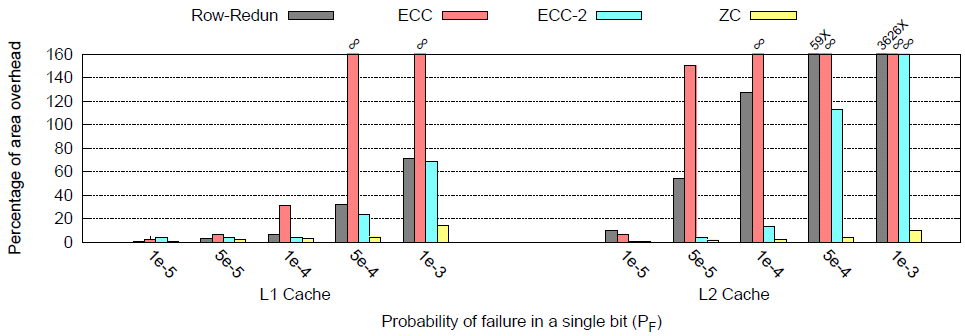 Row-Redun ECC ECC-2 ZC
∞ ∞ ∞ 59X ∞ 3626X ∞ ∞
Percentage of area overhead
160
140
120
100
80
60
40
20
0
1e-5 5e-5 1e-4 5e-4 1e-3 1e-5 5e-5 1e-4 5e-4 1e-3
L1 Cache L2 Cache
Probability of failure in a single bit (PF)